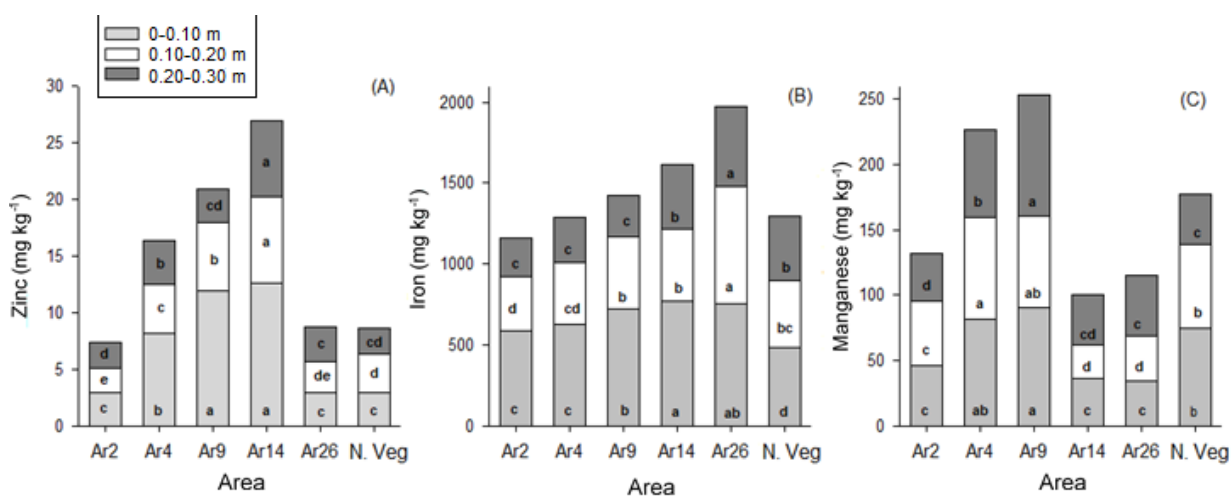 0-0.10 m
0.10-0.20 m
0.20-0.30 m
(A)
Zinc (mg kg⁻¹)
30
25
20
15
10
5
0
d
e
c
b
c
b
cd
b
a
a
a
a
c
de
c
cd
d
c
Ar2 Ar4 Ar9 Ar14 Ar26 N. Veg
Area
(B)
Iron (mg kg⁻¹)
2000
1500
1000
500
0
c
d
c
c
cd
c
c
b
b
b
b
a
a
a
ab
b
bc
d
Ar2 Ar4 Ar9 Ar14 Ar26 N. Veg
Area
(C)
Manganese (mg kg⁻¹)
250
200
150
100
50
0
d
c
c
b
a
ab
a
ab
a
cd
d
c
c
d
c
c
b
b
Ar2 Ar4 Ar9 Ar14 Ar26 N. Veg
Area